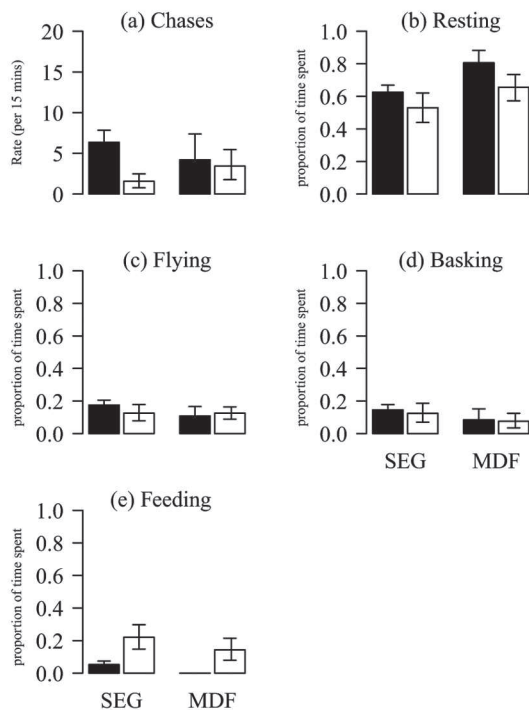 (a) Chases
Rate (per 15 mins)
20
15
10
5
0
(b) Resting
proportion of time spent
1.0
0.8
0.6
0.4
0.2
0.0
(c) Flying
proportion of time spent
1.0
0.8
0.6
0.4
0.2
0.0
(d) Basking
proportion of time spent
1.0
0.8
0.6
0.4
0.2
0.0
SEG MDF
(e) Feeding
proportion of time spent
1.0
0.8
0.6
0.4
0.2
0.0
SEG MDF